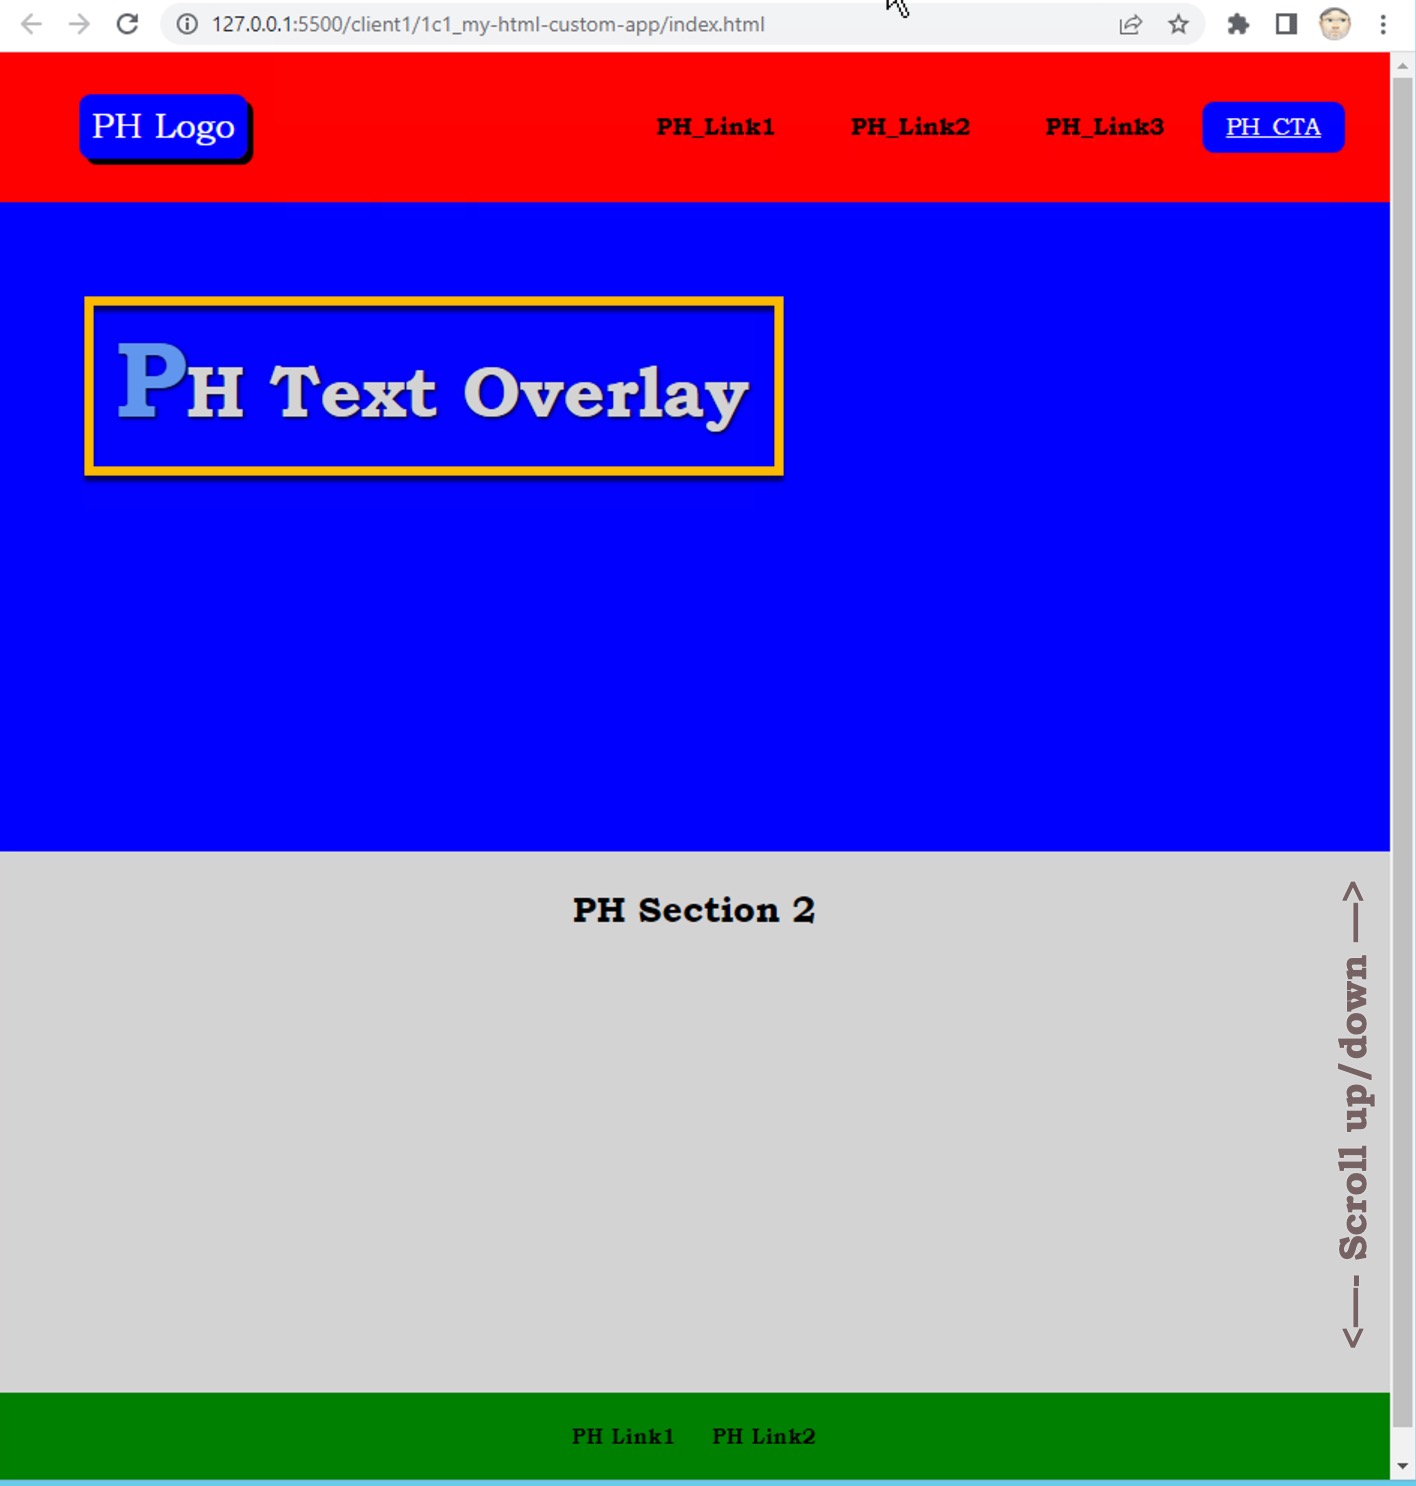 127.0.0.1:5500/client1/1c1_my-html-custom-app/index.html
PH Logo
PH_Link1
PH_Link2
PH_Link3
PH_CTA
PH Text Overlay
PH Section 2
<—- Scroll up/down —>
PH Link1
PH Link2